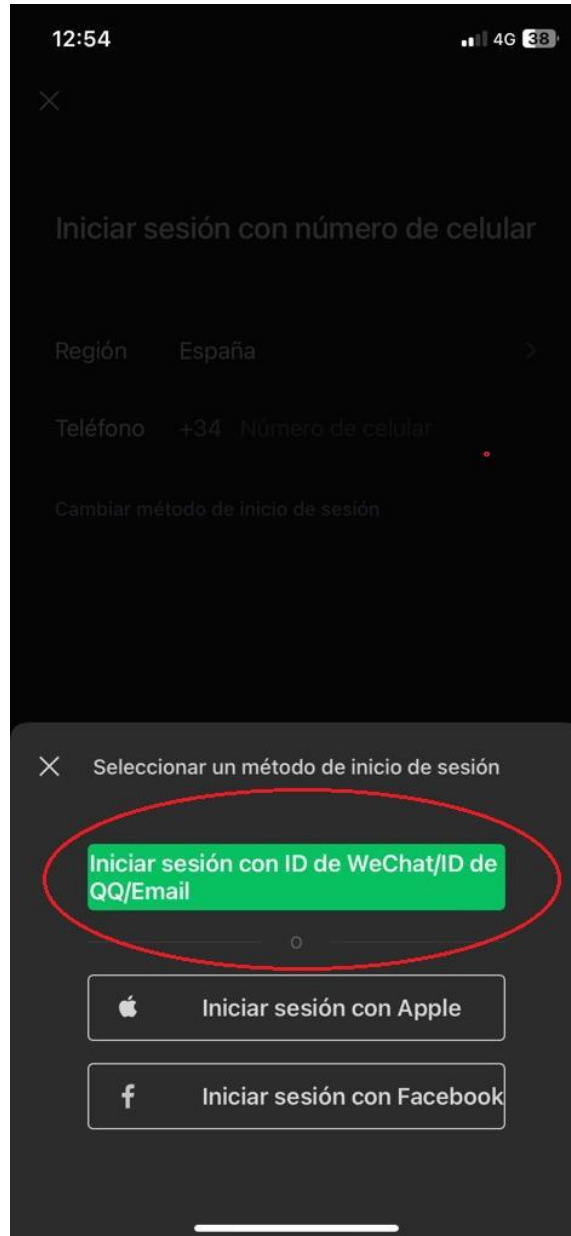 12:54
4G 38
Iniciar sesión con número de celular
Región España
Teléfono +34 Número de celular
Cambiar método de inicio de sesión
Seleccionar un método de inicio de sesión
Iniciar sesión con ID de WeChat/ID de
QQ/Email
O
Iniciar sesión con Apple
Iniciar sesión con Facebook